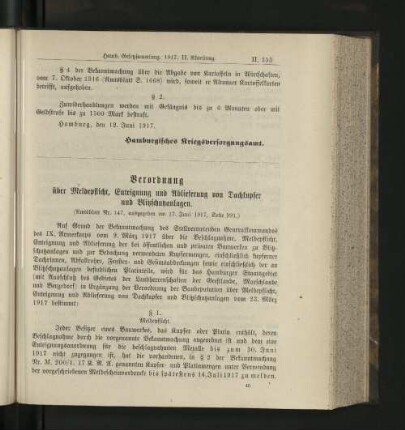 Hamb. Gesetzsammlung. 1917. II. Abteilung. II. 155
§ 4 der Bekanntmachung über die Abgabe von Kartoffeln in Wirtschaften,
vom 7. Oktober 1916 (Amtsblatt S. 1668) wird, soweit er
betrifft, aufgehoben.
§ 2.
Zuwiderhandlungen werden mit Gefängnis bis zu 6 Monaten oder mit
Geldstrafe bis zu 1500 Mark bestraft.
Hamburg, den 12. Juni 1917.
Hamburgisches Kriegsversorgungsamt.
Verordnung
über Meldepflicht, Enteignung und Ablieferung von Dachkupfer
und Blitzschutzanlagen.
(Amtsblatt Nr. 147, ausgegeben am 17. Juni 1917, Seite 991.)
Auf Grund der Bekanntmachung des Stellvertretenden Generalkommandos
des IX. Armeekorps vom 9. März 1917 über die Beschlagnahme, Meldepflicht,
Enteignung und Ablieferung der bei öffentlichen und privaten Bauwerken zu Blitz-
schutzanlagen und zur Bedachung verwendeten Kupfermengen, einschließlich kupferner
Dachrinnen, Abfallrohre, Fenster- und Gesimsabdeckungen sowie einschließlich der an
Blitzschutzanlagen befindlichen Platinteile, wird für das Hamburger Staatsgebiet
(mit Ausschluß des Gebietes der Landherrenschaften der Geestlande, Marschlande
und Bergedorf) in Ergänzung der Verordnung der Baudeputation über Meldepflicht,
Enteignung und Ablieferung von Dachkupfer und Blitzschutzanlagen vom 22. März
1917 bestimmt:
§ 1.
Meldepflicht.
Jeder Besitzer eines Bauwerkes, das Kupfer oder Platin enthält, deren
Beschlagnahme durch die vorgenannte Bekanntmachung angeordnet ist und dem eine
Enteignungsanordnung für die beschlagnahmten Metalle bis zum 30. Juni
1917 nicht zugegangen ist, hat die vorhandenen, in § 2 der Bekanntmachung
Nr. M. 200/1. 17 K. R. A. genannten Kupfer- und Platinmengen unter Verwendung
der vorgeschriebenen Meldescheinvordrucke bis spätestens 14. Juli 1917 zu melden.